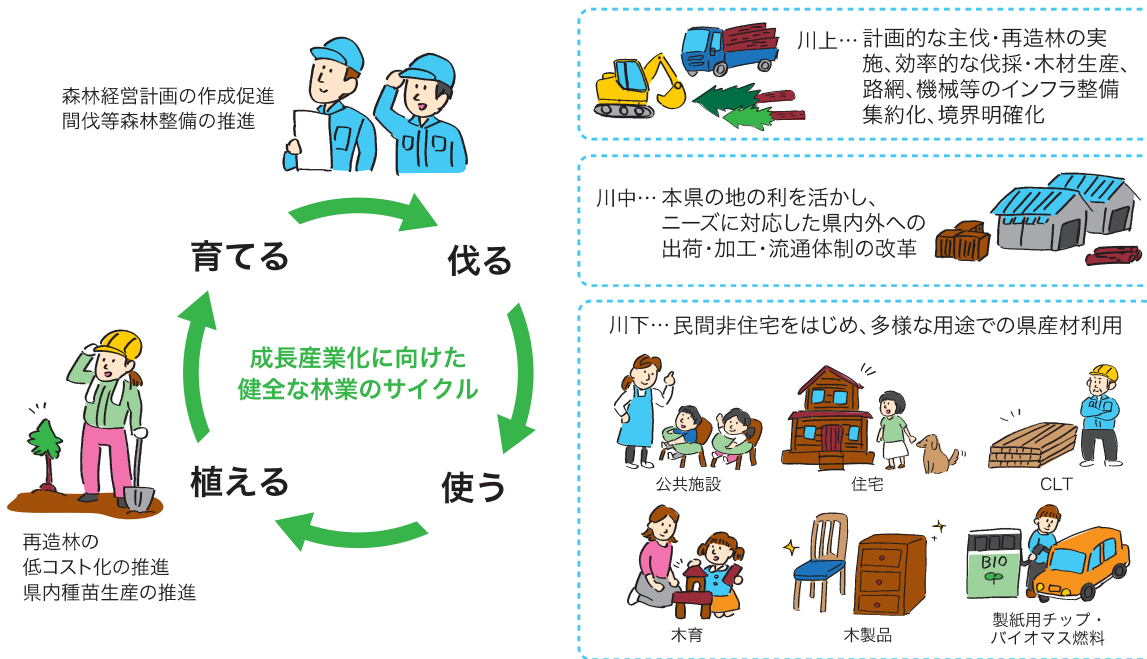 森林経営計画の作成促進
間伐等森林整備の推進
育てる
伐る
成長産業化に向けた
健全な林業のサイクル
植える
使う
再造林の
低コスト化の推進
県内種苗生産の推進
川上… 計画的な主伐・再造林の実
施、効率的な伐採・木材生産、
路網、機械等のインフラ整備
集約化、境界明確化
川中… 本県の地の利を活かし、
ニーズに対応した県内外への
出荷・加工・流通体制の改革
川下… 民間非住宅をはじめ、多様な用途での県産材利用
公共施設
住宅
CLT
木育
木製品
BIO
製紙用チップ・
バイオマス燃料